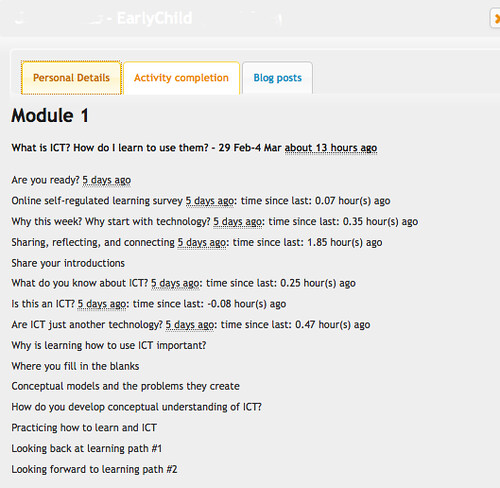 - EarlyChild
Personal Details Activity completion Blog posts
Module 1
What is ICT? How do I learn to use them? - 29 Feb-4 Mar about 13 hours ago
Are you ready? 5 days ago
Online self-regulated learning survey 5 days ago: time since last: 0.07 hour(s) ago
Why this week? Why start with technology? 5 days ago: time since last: 0.35 hour(s) ago
Sharing, reflecting, and connecting 5 days ago: time since last: 1.85 hour(s) ago
Share your introductions
What do you know about ICT? 5 days ago: time since last: 0.25 hour(s) ago
Is this an ICT? 5 days ago: time since last: -0.08 hour(s) ago
Are ICT just another technology? 5 days ago: time since last: 0.47 hour(s) ago
Why is learning how to use ICT important?
Where you fill in the blanks
Conceptual models and the problems they create
How do you develop conceptual understanding of ICT?
Practicing how to learn and ICT
Looking back at learning path #1
Looking forward to learning path #2